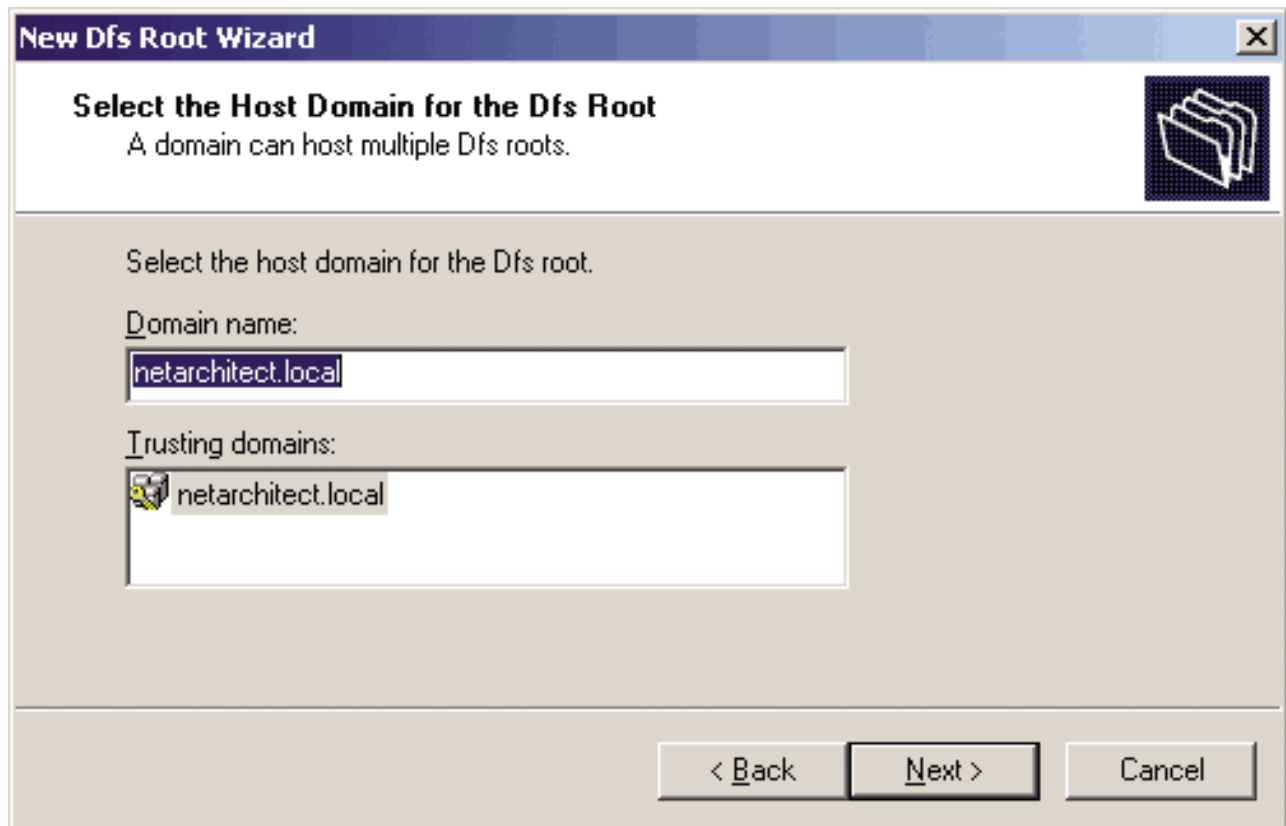 New Dfs Root Wizard
Select the Host Domain for the Dfs Root
A domain can host multiple Dfs roots.
Select the host domain for the Dfs root.
Domain name:
netarchitect.local
Trusting domains:
netarchitect.local
< Back Next > Cancel